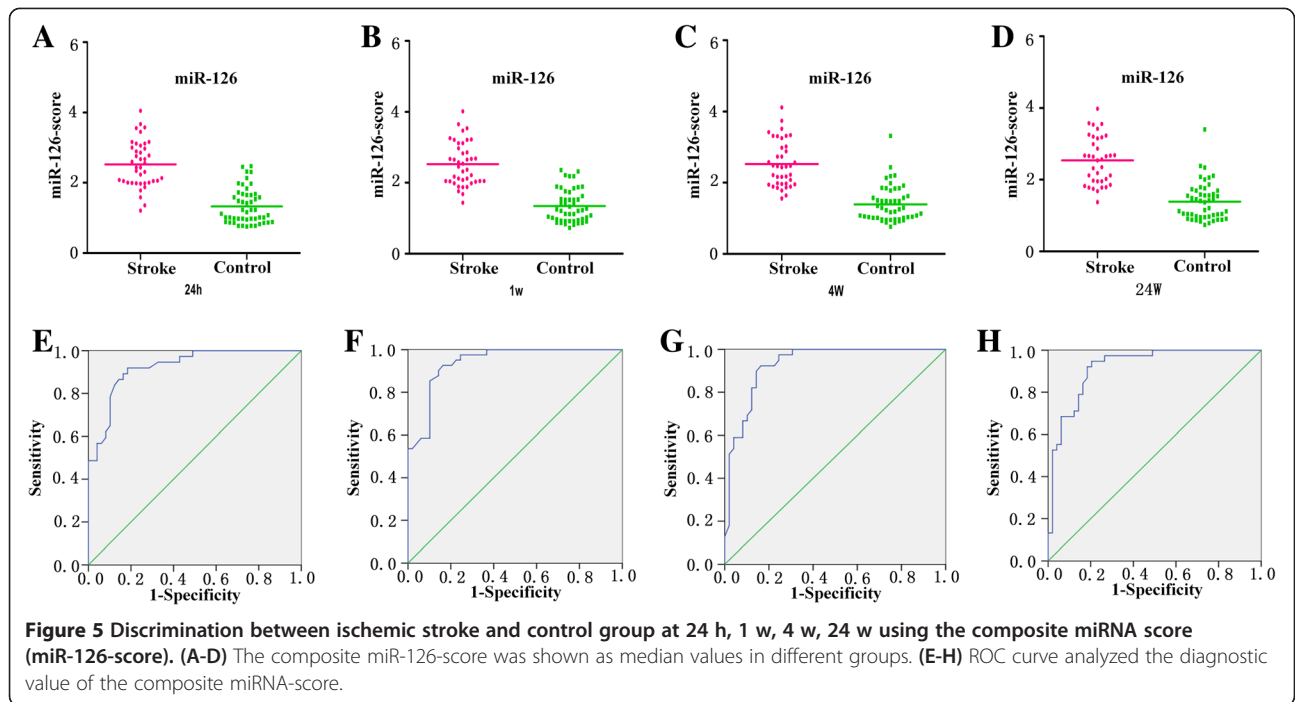 A
B
C
D
6
4
2
0
miR-126-score
miR-126
Stroke
Control
24h
6
4
2
0
miR-126-score
miR-126
Stroke
Control
1w
6
4
2
0
miR-126-score
miR-126
Stroke
Control
4W
6
4
2
0
miR-126-score
miR-126
Stroke
Control
24W
E
F
G
H
1.0
0.8
0.6
0.4
0.2
0.0
Sensitivity
0.0 0.2 0.4 0.6 0.8 1.0
1-Specificity
1.0
0.8
0.6
0.4
0.2
0.0
Sensitivity
0.0 0.2 0.4 0.6 0.8 1.0
1-Specificity
1.0
0.8
0.6
0.4
0.2
0.0
Sensitivity
0.0 0.2 0.4 0.6 0.8 1.0
1-Specificity
1.0
0.8
0.6
0.4
0.2
0.0
Sensitivity
0.0 0.2 0.4 0.6 0.8 1.0
1-Specificity
Figure 5 Discrimination between ischemic stroke and control group at 24 h, 1 w, 4 w, 24 w using the composite miRNA score
(miR-126-score). (A-D) The composite miR-126-score was shown as median values in different groups. (E-H) ROC curve analyzed the diagnostic
value of the composite miRNA-score.